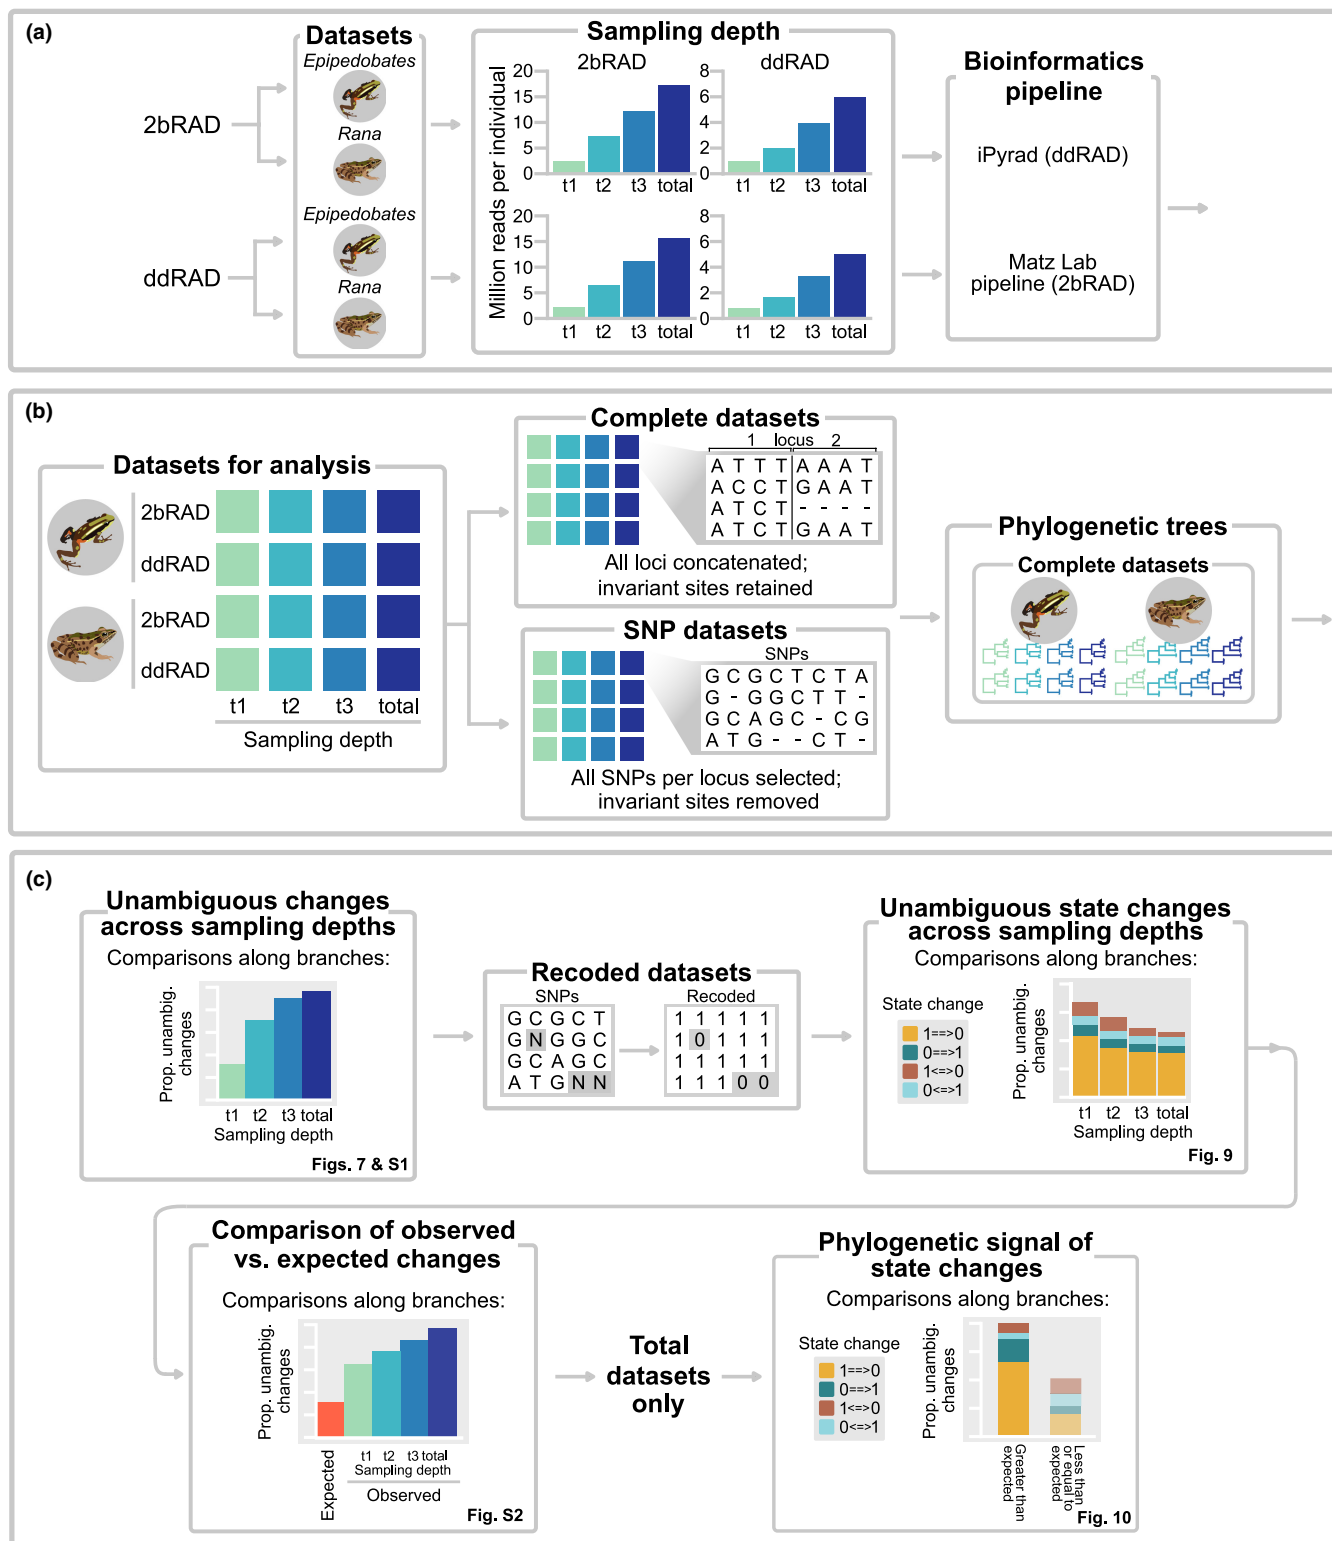 (a)
Datasets
Sampling depth
Bioinformatics
pipeline
2bRAD
ddRAD
Epipedobates
Rana
Epipedobates
Rana
Million reads per individual
2bRAD
20
15
10
5
0
t1 t2 t3 total
ddRAD
8
6
4
2
0
t1 t2 t3 total
20
15
10
5
0
t1 t2 t3 total
8
6
4
2
0
t1 t2 t3 total
iPyrad (ddRAD)
Matz Lab
pipeline (2bRAD)
(b)
Datasets for analysis
2bRAD
ddRAD
2bRAD
ddRAD
t1 t2 t3 total
Sampling depth
Complete datasets
1 locus 2
A T T T A A A T
A C C T G A A T
A T C T - - - -
A T C T G A A T
All loci concatenated;
invariant sites retained
SNP datasets
SNPs
G C G C T C T A
G - G G C T T -
G C A G C - C G
A T G - - C T -
All SNPs per locus selected;
invariant sites removed
Phylogenetic trees
Complete datasets
(c)
Unambiguous changes
across sampling depths
Comparisons along branches:
Prop. unambig.
changes
t1 t2 t3 total
Sampling depth
Figs. 7 & S1
Recoded datasets
SNPs
G C G C T
G N G G C
G C A G C
A T G N N
Recoded
1 1 1 1 1
1 0 1 1 1
1 1 1 1 1
1 1 1 0 0
Unambiguous state changes
across sampling depths
Comparisons along branches:
State change
1==>0
0==>1
1<=>0
0<=>1
Prop. unambig.
changes
t1 t2 t3 total
Sampling depth
Fig. 9
Comparison of observed
vs. expected changes
Comparisons along branches:
Prop. unambig.
changes
Expected
t1 t2 t3 total
Sampling depth
Observed
Fig. S2
Total
datasets
only
Phylogenetic signal of
state changes
Comparisons along branches:
State change
1==>0
0==>1
1<=>0
0<=>1
Prop. unambig.
changes
Greater than
expected
Less than
or equal to
expected
Fig. 10